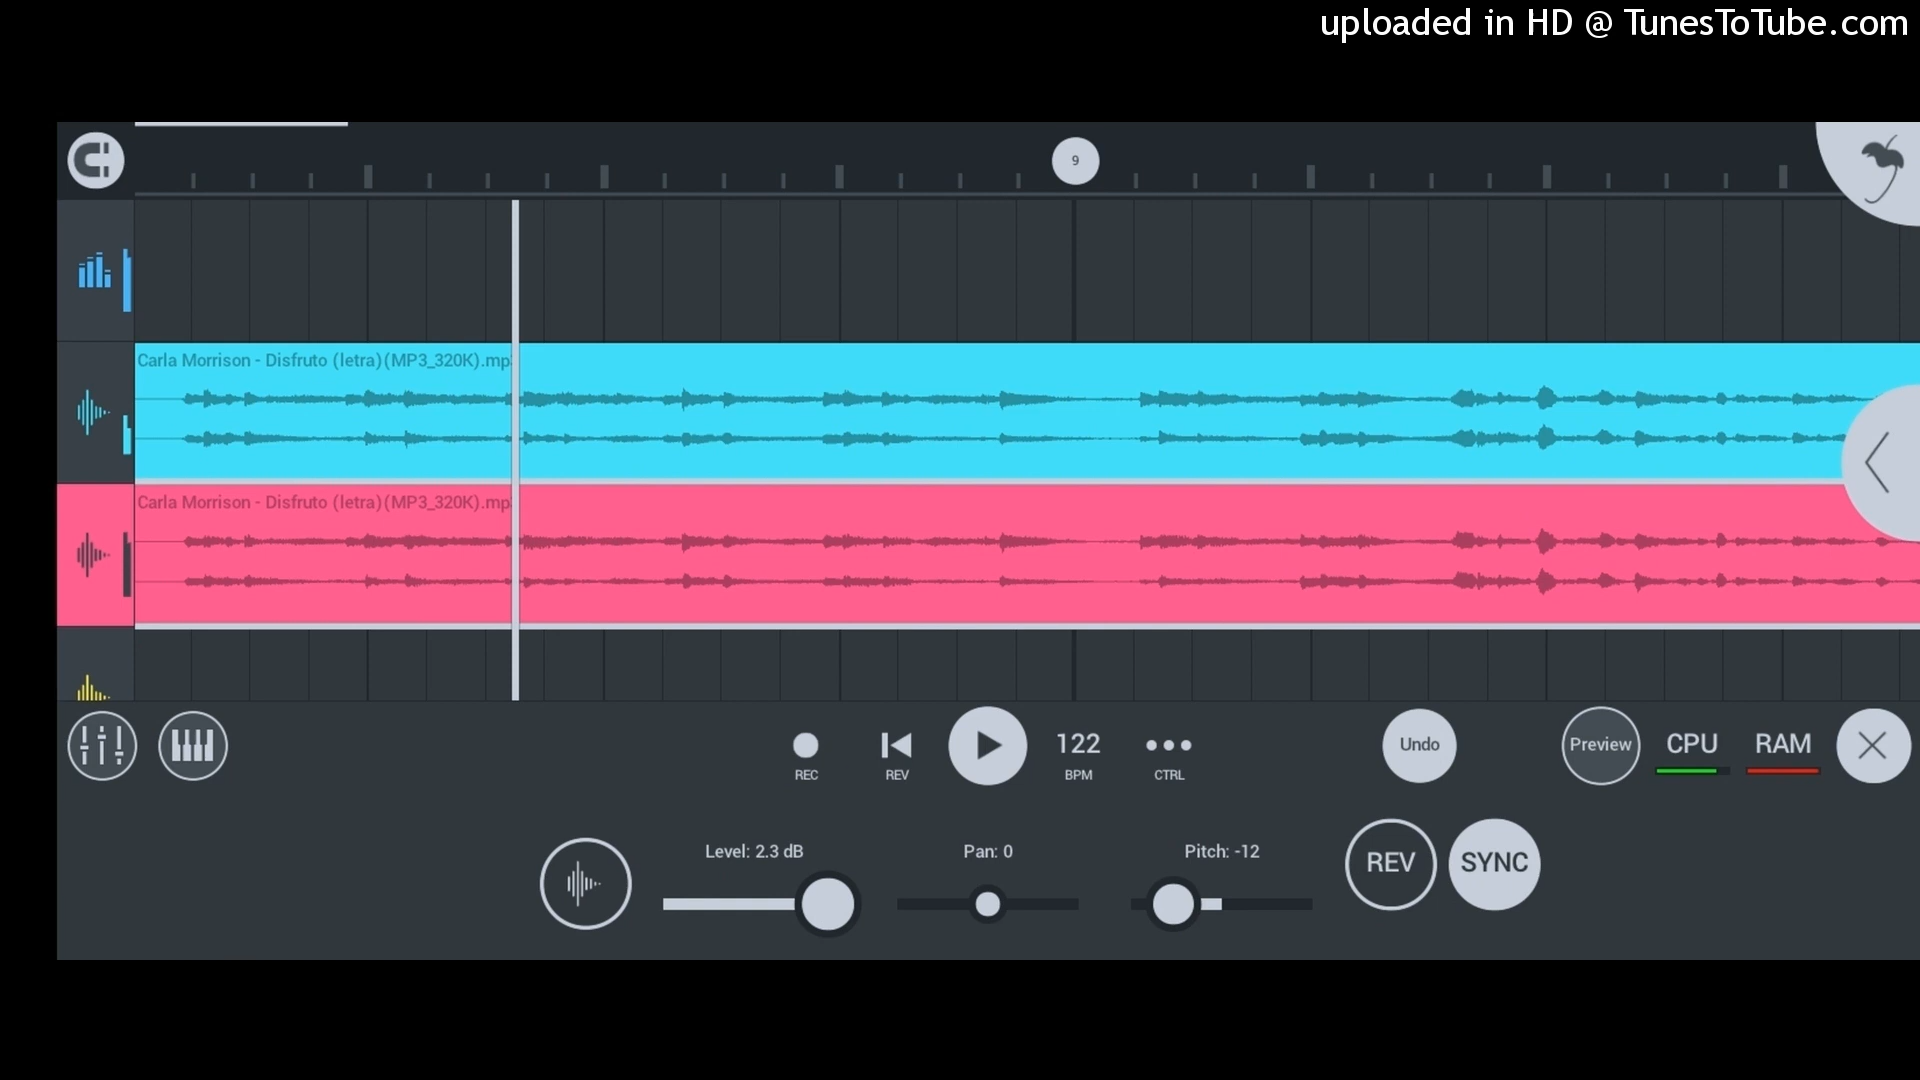 uploaded in HD @ TunesToTube.com
9
Carla Morrison - Disfruto (letra)(MP3_320K).mp
Carla Morrison - Disfruto (letra)(MP3_320K).mp
REC
REV
122
BPM
CTRL
Undo
Preview
CPU
RAM
Level: 2.3 dB
Pan: 0
Pitch: -12
REV
SYNC